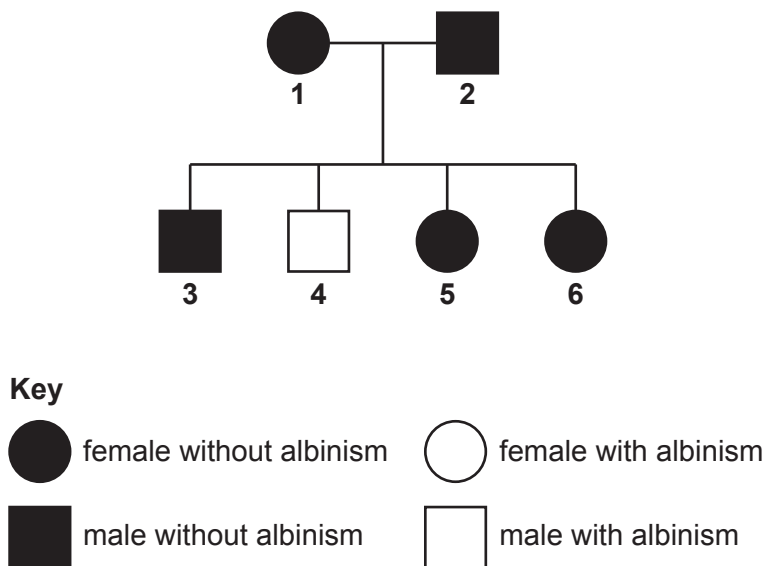 1 2
3 4 5 6
Key
female without albinism female with albinism
male without albinism male with albinism